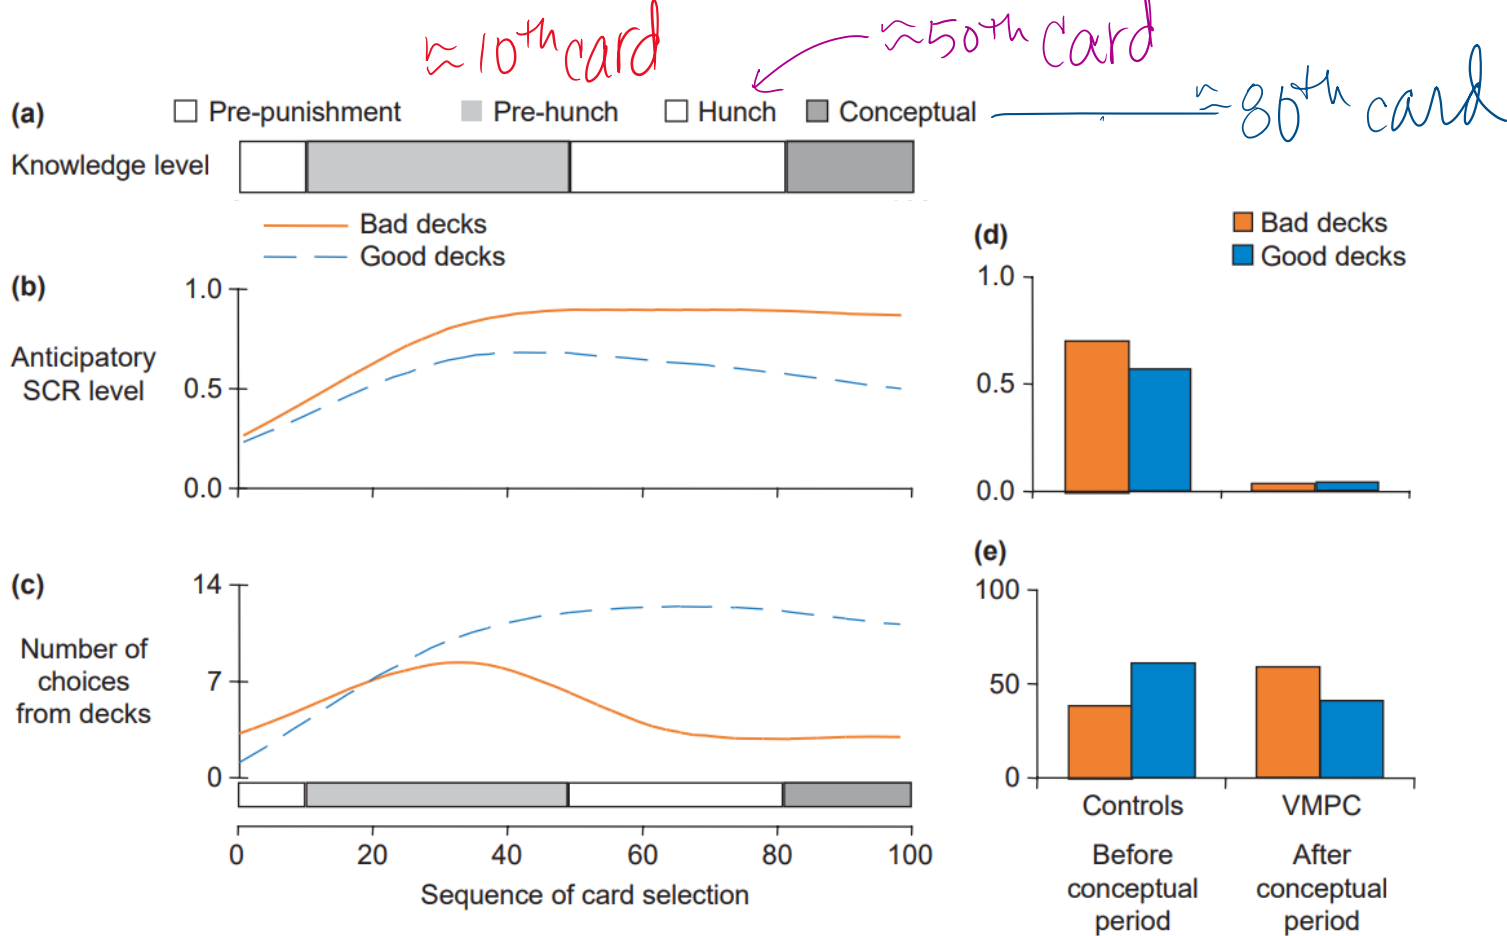 ≈ 10th card
≈50th card
≈ 80th card
(a)
Pre-punishment Pre-hunch Hunch Conceptual
Knowledge level
Bad decks
Good decks
(b)
1.0
Anticipatory
SCR level
0.5
0.0
(c)
14
Number of
choices
from decks
7
0
0 20 40 60 80 100
Sequence of card selection
(d)
Bad decks
Good decks
1.0
0.5
0.0
(e)
100
50
0
Controls VMPC
Before
conceptual
period
After
conceptual
period